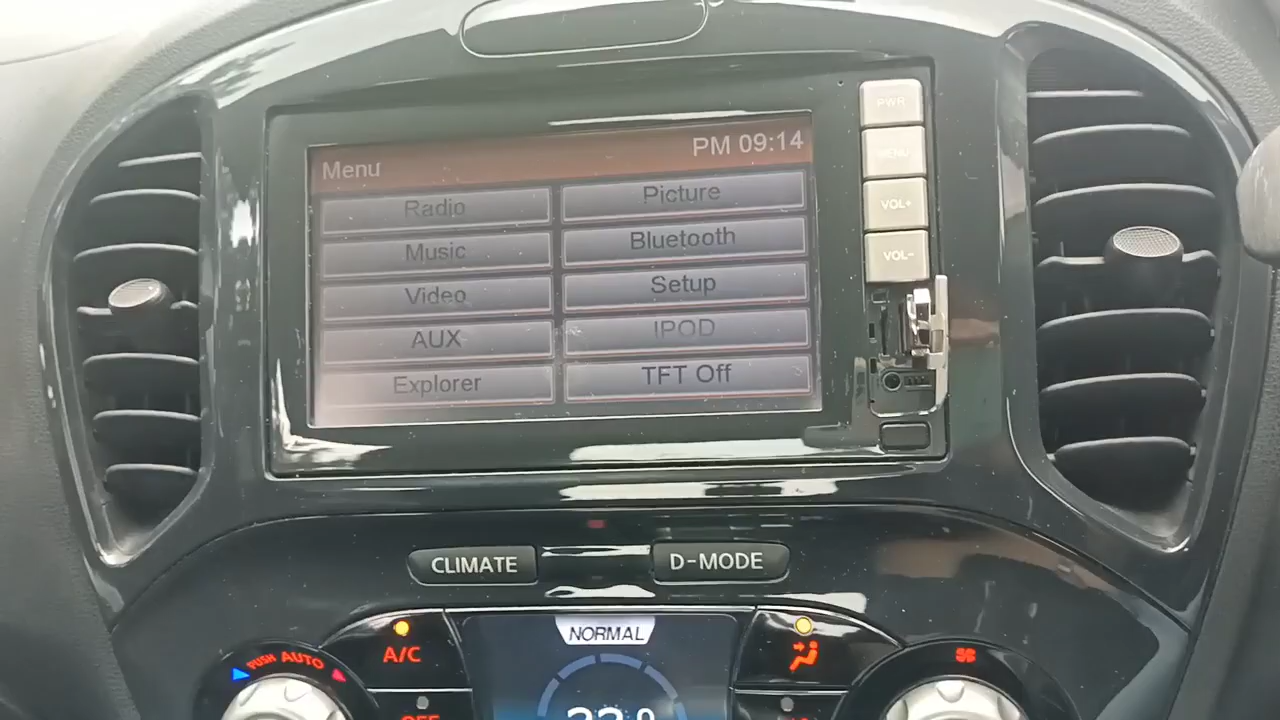 PM 09:14
Menu
Radio
Picture
Music
Bluetooth
Video
Setup
AUX
IPOD
Explorer
TFT Off
PWR
MENU
VOL+
VOL-
CLIMATE
D-MODE
NORMAL
A/C
PUSH AUTO
OFF